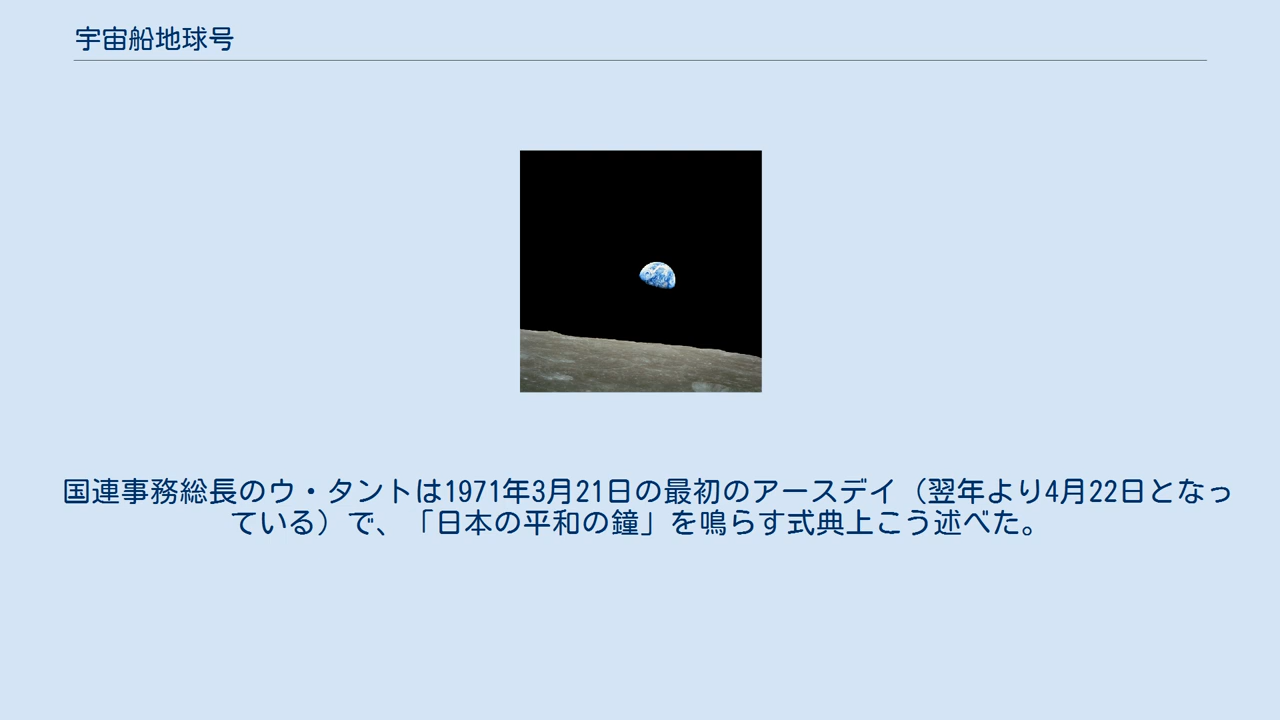 宇宙船地球号
国連事務総長のウ・タントは1971年3月21日の最初のアースデイ（翌年より4月22日となっ
ている）で、「日本の平和の鐘」を鳴らす式典上こう述べた。